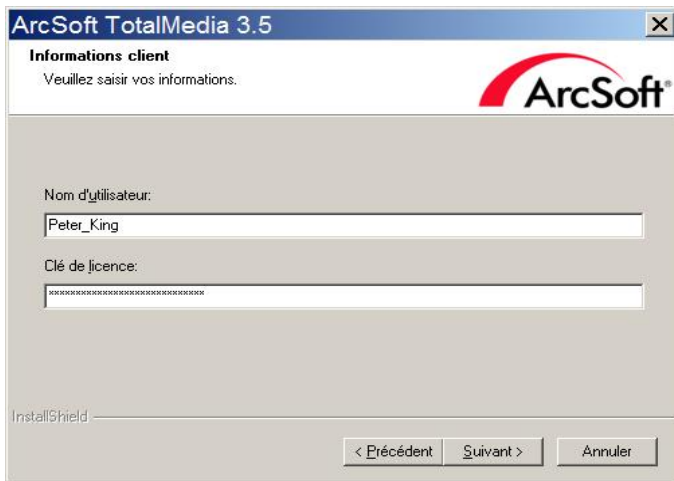 ArcSoft TotalMedia 3.5
Informations client
Veuillez saisir vos informations.
ArcSoft®
Nom d'utilisateur:
Peter_King
Clé de licence:
*****************************
InstallShield
< Précédent
Suivant >
Annuler